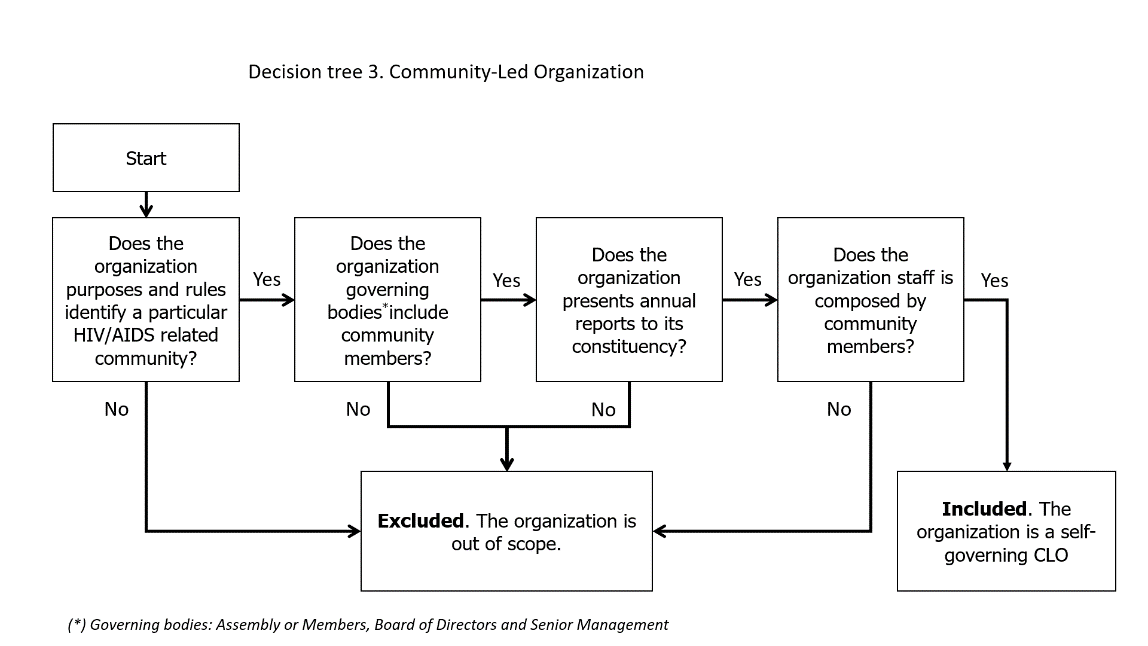 Decision tree 3. Community-Led Organization
Start
Does the
organization
purposes and rules
identify a particular
HIV/AIDS related
community?
Yes
Does the
organization
governing
bodies*include
community
members?
Yes
Does the
organization
presents annual
reports to its
constituency?
Yes
Does the
organization staff is
composed by
community
members?
Yes
No
No
No
No
Excluded. The organization is
out of scope.
Included. The
organization is a self-
governing CLO
(*) Governing bodies: Assembly or Members, Board of Directors and Senior Management